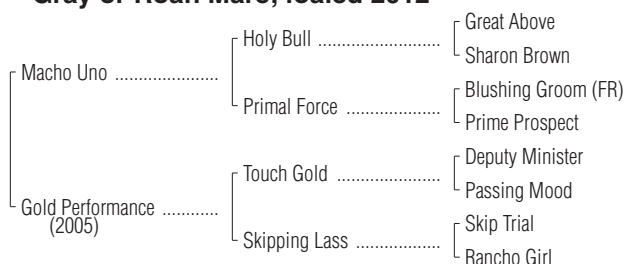 Gray or Roan Mare, foaled 2012
Great Above
Holy Bull ........................
Sharon Brown
Macho Uno .....................
Blushing Groom (FR)
Primal Force ..................
Prime Prospect
Deputy Minister
Touch Gold ....................
Passing Mood
Gold Performance ............
(2005)
Skip Trial
Skipping Lass .................
Rancho Girl